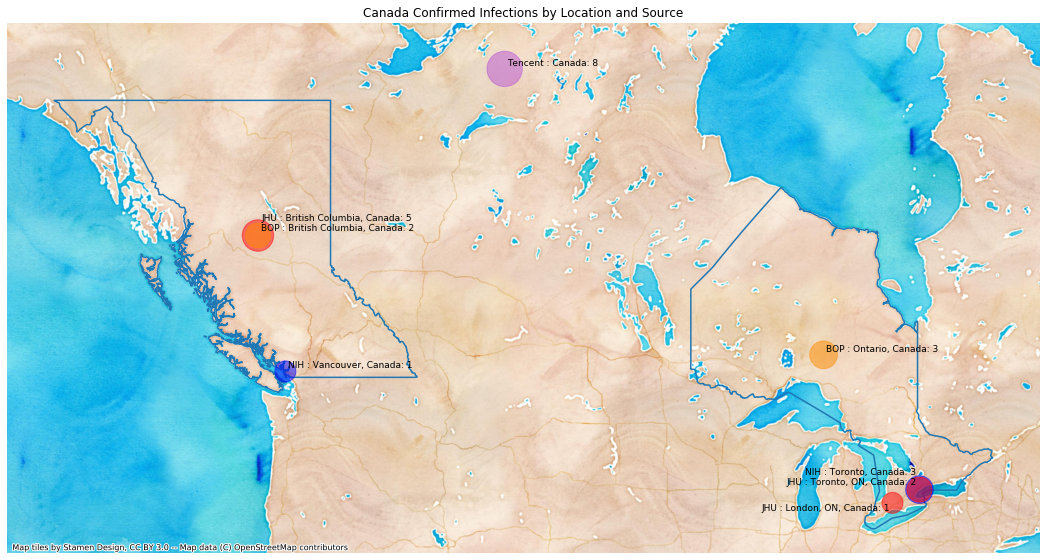 Canada Confirmed Infections by Location and Source
Tencent : Canada: 8
JHU : British Columbia, Canada: 5
BOP : British Columbia, Canada: 2
BOP : Ontario, Canada: 3
NIH : Vancouver, Canada: 1
NIH : Toronto, Canada: 3
JHU : Toronto, ON, Canada: 2
JHU : London, ON, Canada: 1
Map tiles by Stamen Design, CC BY 3.0 -- Map data (C) OpenStreetMap contributors